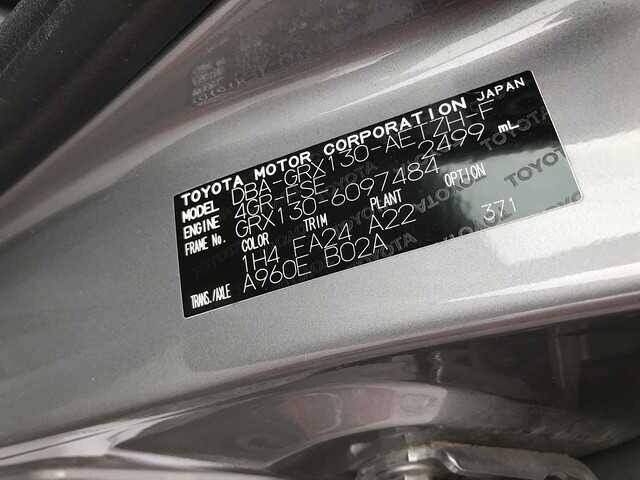 TOYOTA MOTOR CORPORATION JAPAN
MODEL DBA-GRX130-AETZH-F
ENGINE 4GR-FSE 2499 mL
FRAME No. GRX130-6097484
COLOR TRIM PLANT OPTION
1H4 FA24 A22 371
TRANS./AXLE A960E B02A